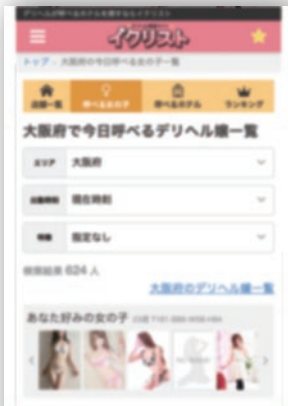 イクリスト
トップ > 大阪府の今日呼べる女の子一覧
店舗一覧
呼べる女の子
呼べるホテル
ランキング
大阪府で今日呼べるデリヘル嬢一覧
エリア
大阪府
現在時刻
指定なし
検索結果 624 人
大阪府のデリヘル嬢一覧
あなた好みの女の子